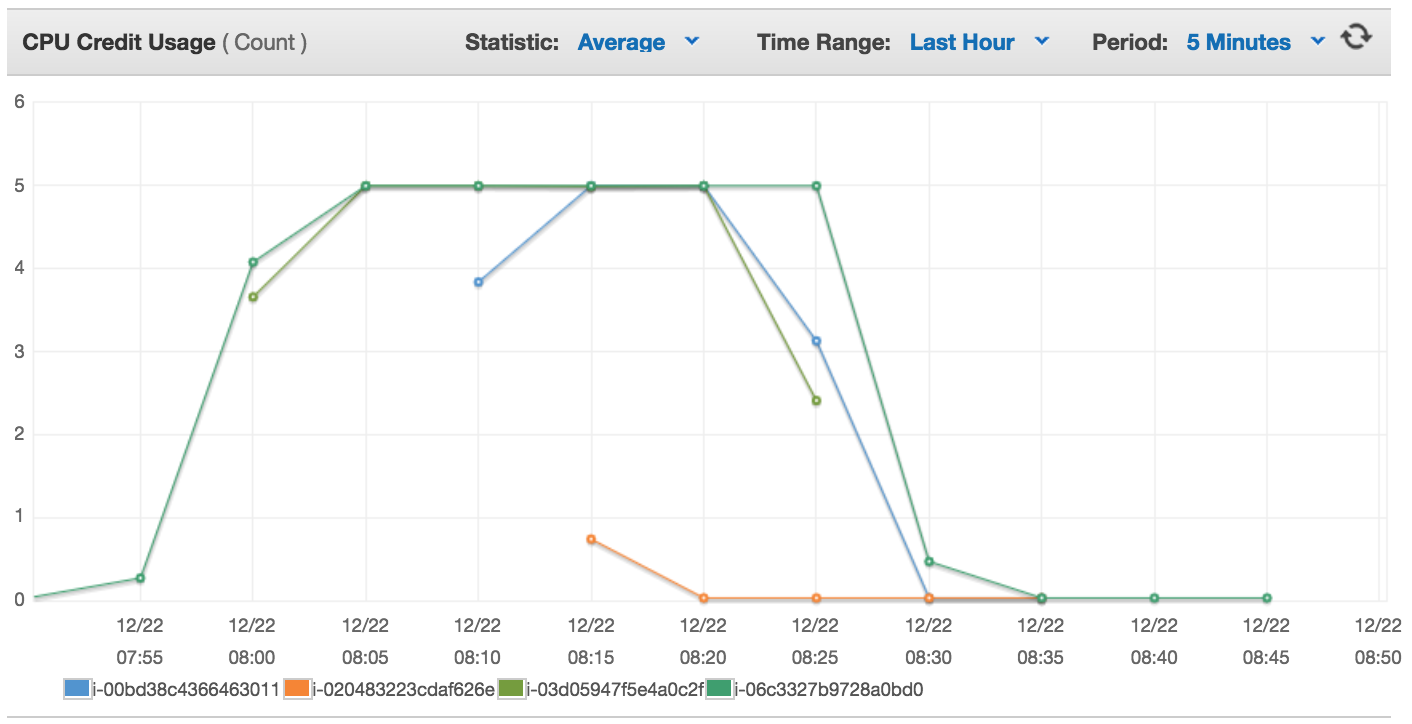 CPU Credit Usage ( Count ) Statistic: Average Time Range: Last Hour Period: 5 Minutes
6
5
4
3
2
1
0
12/22 12/22 12/22 12/22 12/22 12/22 12/22 12/22 12/22 12/22 12/22 12/22
07:55 08:00 08:05 08:10 08:15 08:20 08:25 08:30 08:35 08:40 08:45 08:50
i-00bd38c4366463011 i-020483223cdaf626e i-03d05947f5e4a0c2f i-06c3327b9728a0bd0